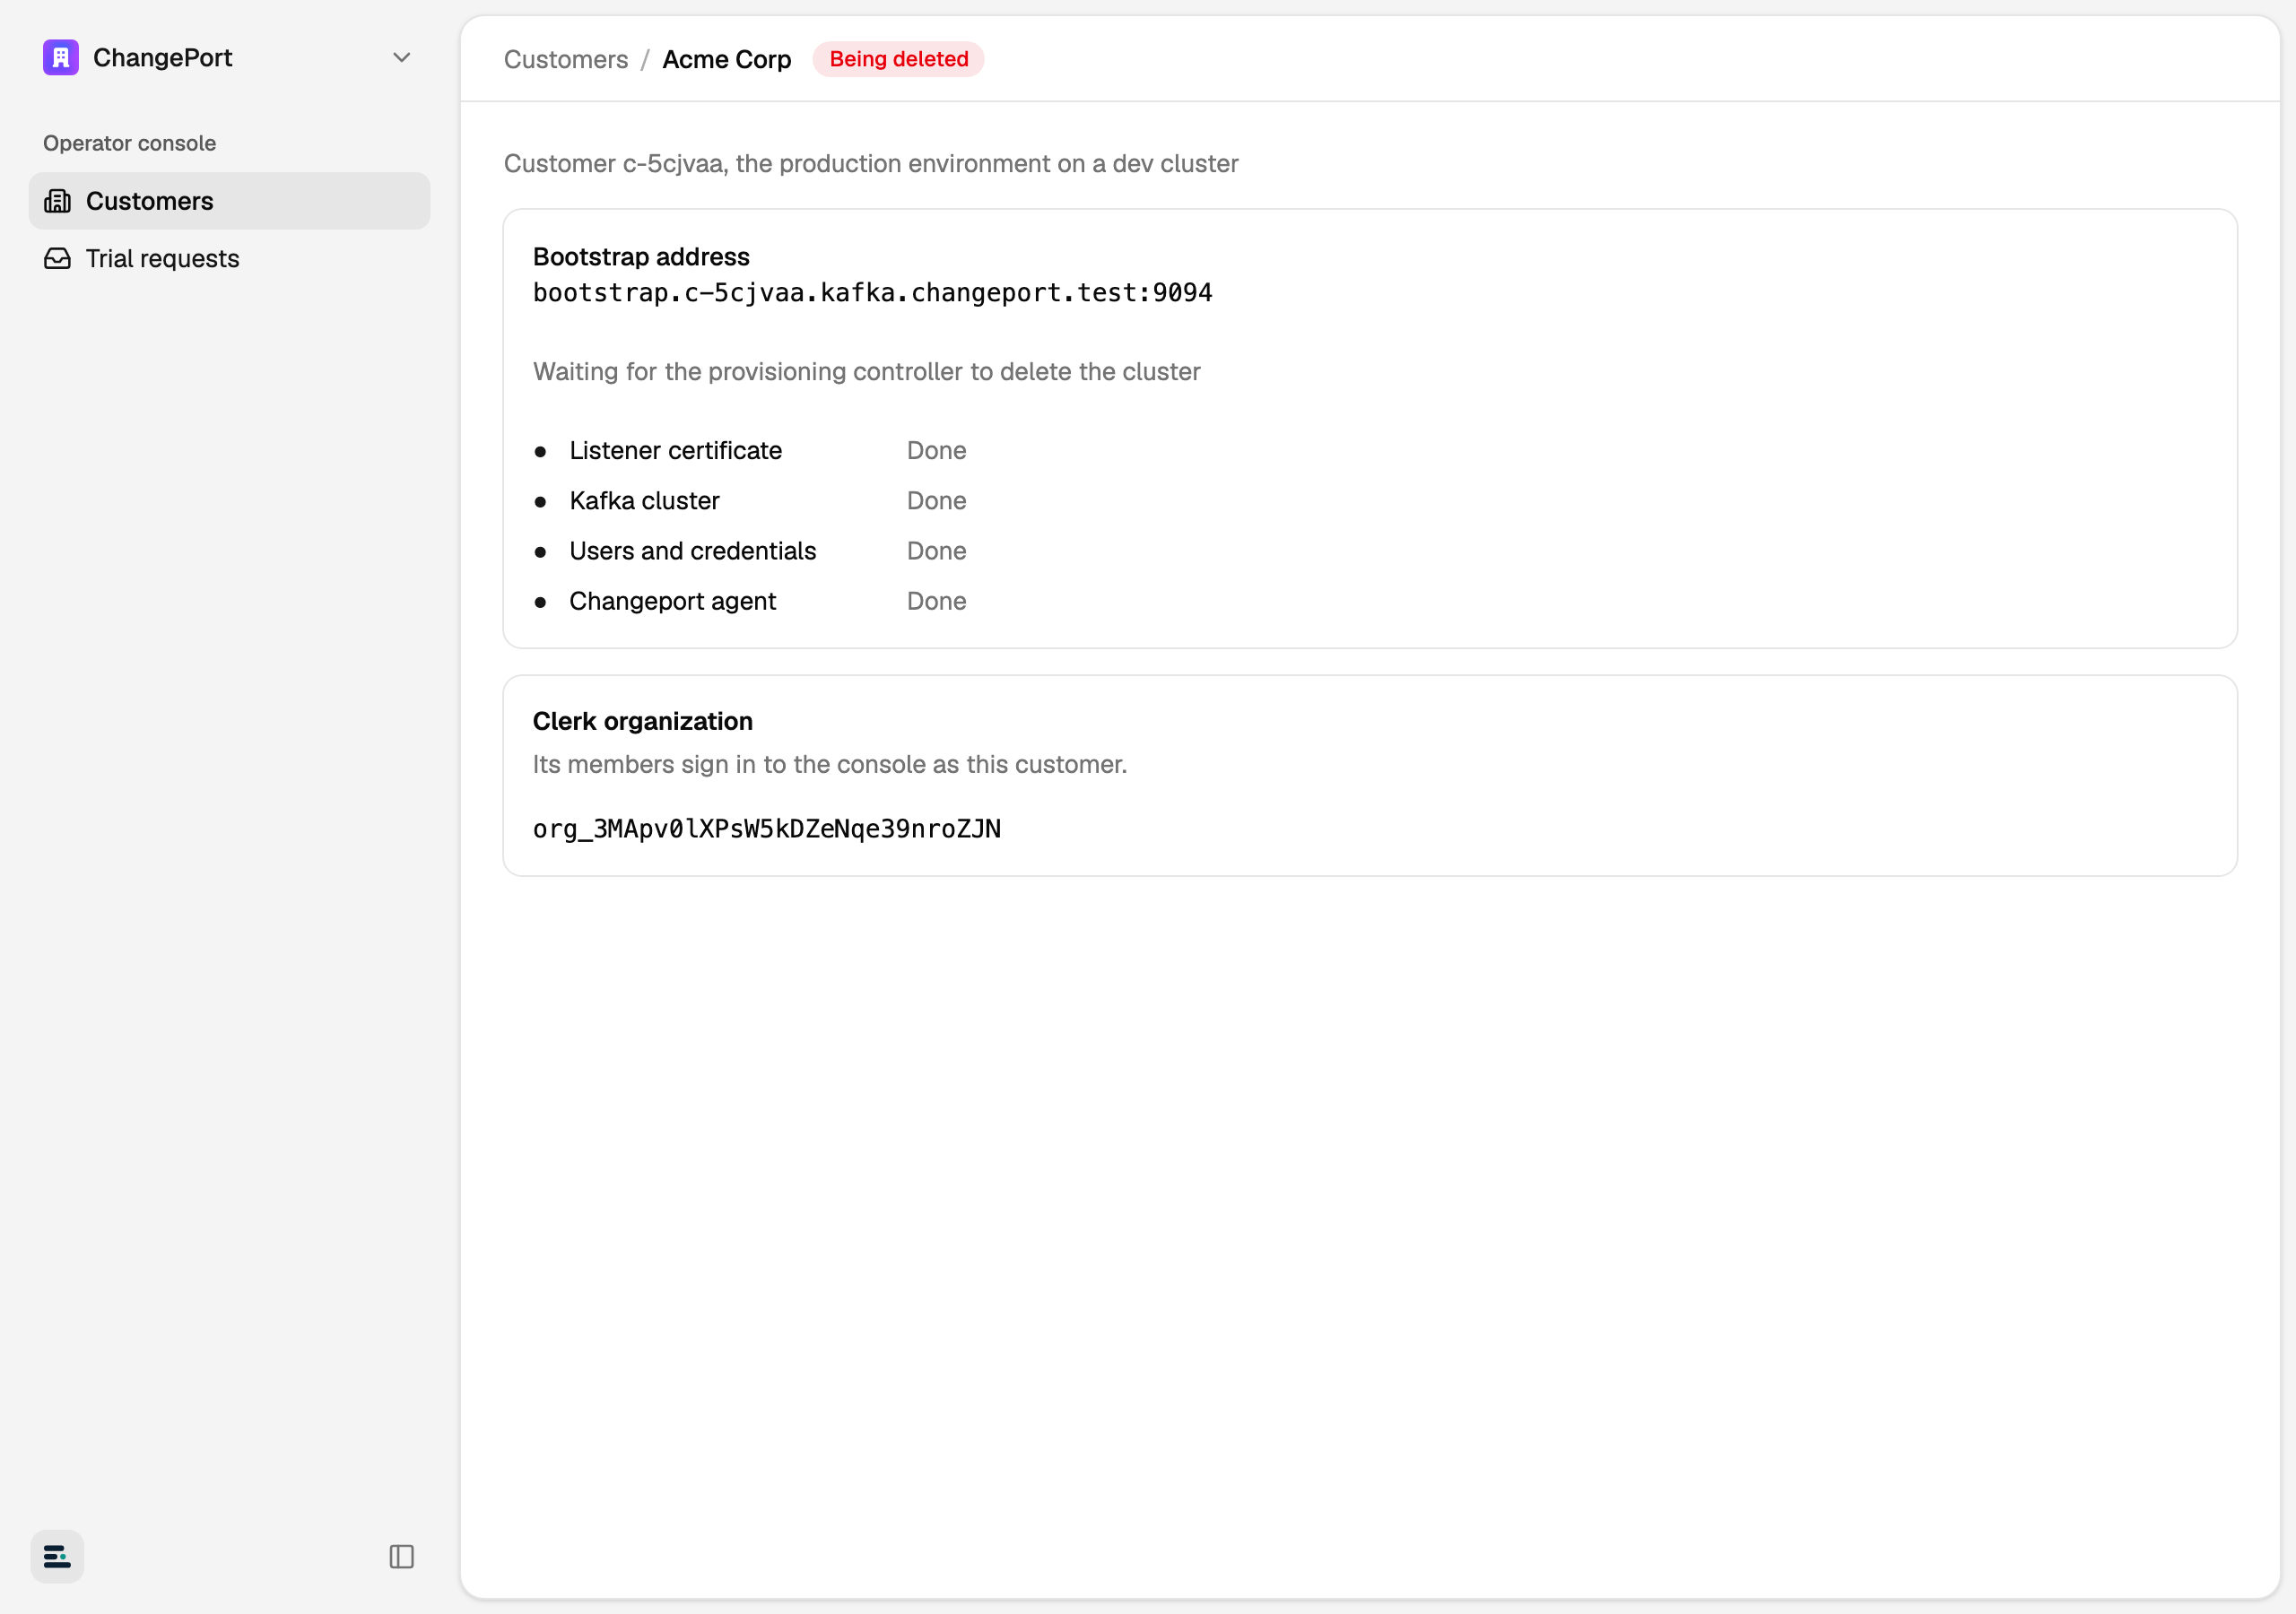 ChangePort
Operator console
Customers
Trial requests
Customers / Acme Corp Being deleted
Customer c-5cjvaa, the production environment on a dev cluster
Bootstrap address
bootstrap.c-5cjvaa.kafka.changeport.test:9094
Waiting for the provisioning controller to delete the cluster
Listener certificate Done
Kafka cluster Done
Users and credentials Done
Changeport agent Done
Clerk organization
Its members sign in to the console as this customer.
org_3MApv0lXPsW5kDZeNqe39nroZJN